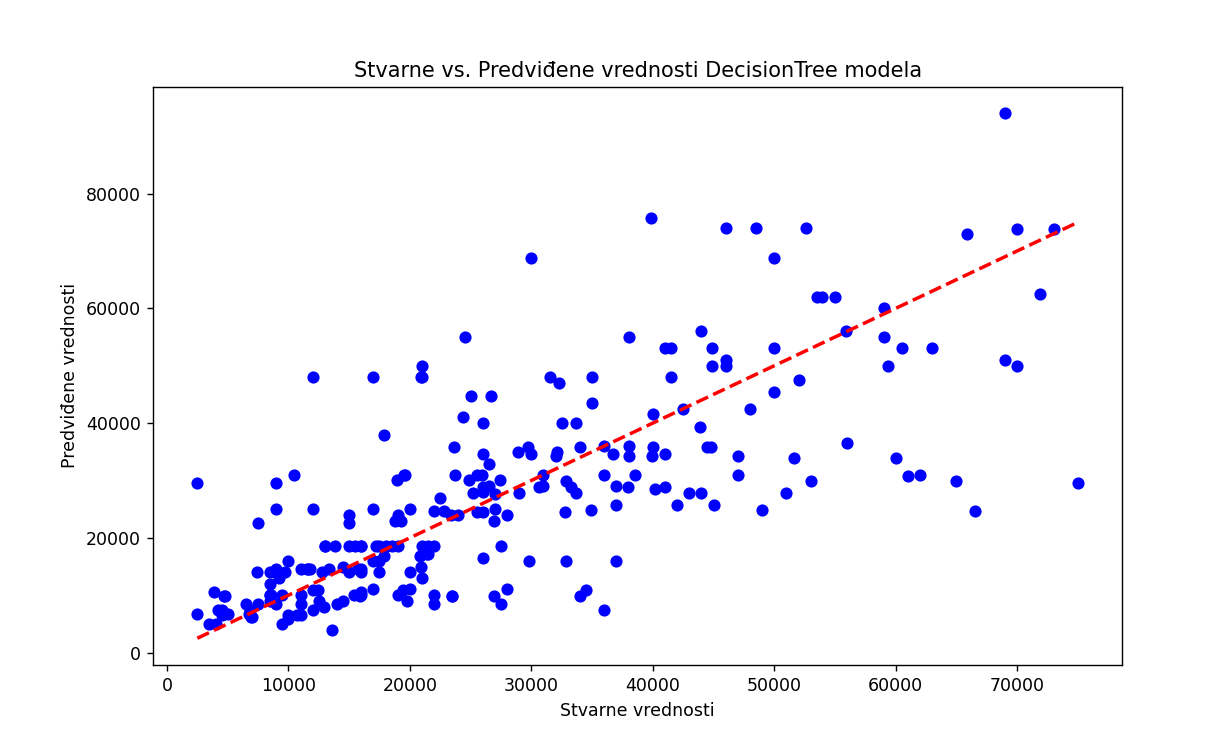 Stvarne vs. Predviđene vrednosti DecisionTree modela
Predviđene vrednosti
80000
60000
40000
20000
0
0 10000 20000 30000 40000 50000 60000 70000
Stvarne vrednosti